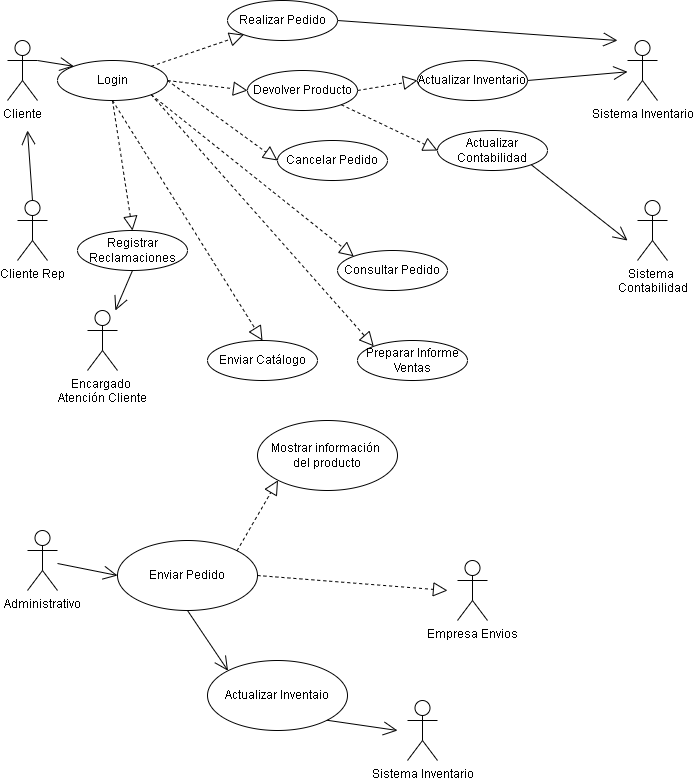 Realizar Pedido
Login
Cliente
Devolver Producto
Actualizar Inventario
Sistema Inventario
Actualizar
Contabilidad
Cancelar Pedido
Cliente Rep
Registrar
Reclamaciones
Consultar Pedido
Sistema
Contabilidad
Enviar Catálogo
Preparar Informe
Ventas
Encargado
Atención Cliente
Mostrar información
del producto
Administrativo
Enviar Pedido
Empresa Envios
Actualizar Inventaio
Sistema Inventario